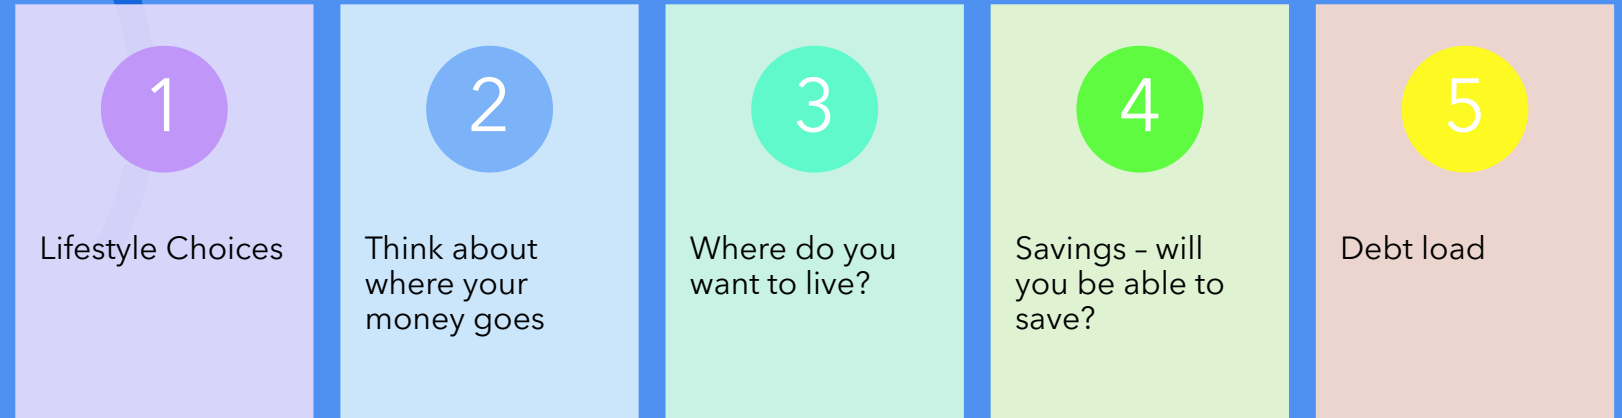 1
Lifestyle Choices
2
Think about
where your
money goes
3
Where do you
want to live?
4
Savings – will
you be able to
save?
5
Debt load